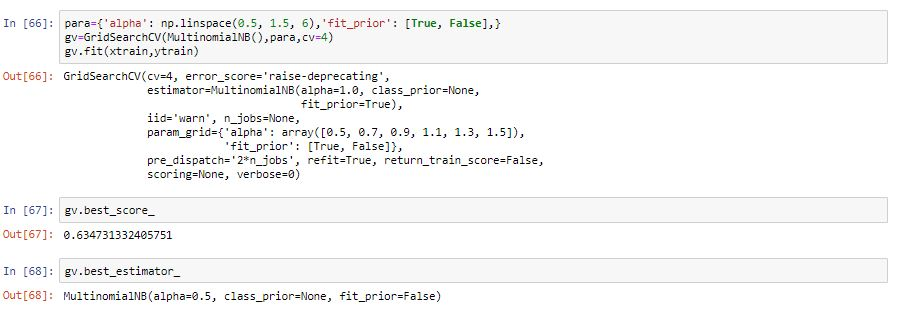 In [66]: para={'alpha': np.linspace(0.5, 1.5, 6),'fit_prior': [True, False],}
gv=GridSearchCV(MultinomialNB(),para,cv=4)
gv.fit(xtrain,ytrain)
Out[66]: GridSearchCV(cv=4, error_score='raise-deprecating',
estimator=MultinomialNB(alpha=1.0, class_prior=None,
fit_prior=True),
iid='warn', n_jobs=None,
param_grid={'alpha': array([0.5, 0.7, 0.9, 1.1, 1.3, 1.5]),
'fit_prior': [True, False]},
pre_dispatch='2*n_jobs', refit=True, return_train_score=False,
scoring=None, verbose=0)
In [67]: gv.best_score_
Out[67]: 0.634731332405751
In [68]: gv.best_estimator_
Out[68]: MultinomialNB(alpha=0.5, class_prior=None, fit_prior=False)